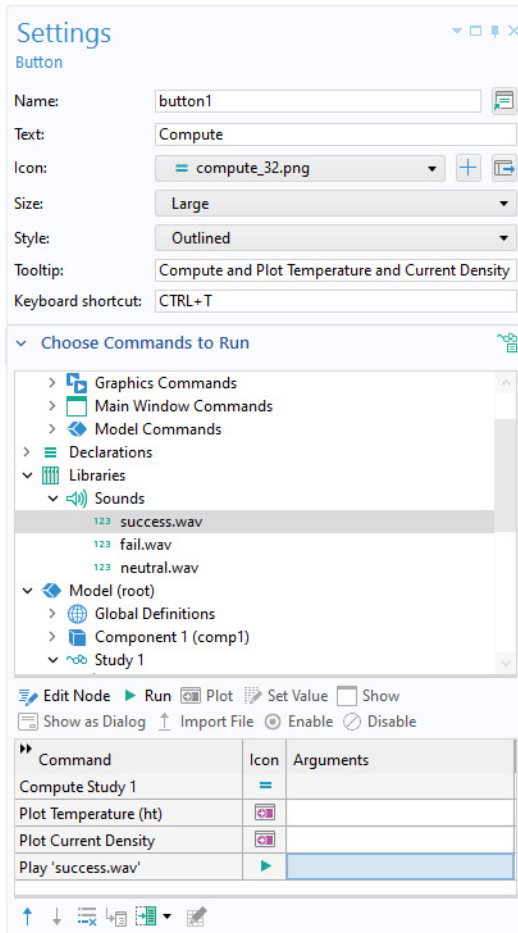 Settings
Button
Name: button1
Text: Compute
Icon: compute_32.png
Size: Large
Style: Outlined
Tooltip: Compute and Plot Temperature and Current Density
Keyboard shortcut: CTRL+T
Choose Commands to Run
Graphics Commands
Main Window Commands
Model Commands
Declarations
Libraries
Sounds
123 success.wav
123 fail.wav
123 neutral.wav
Model (root)
Global Definitions
Component 1 (comp1)
Study 1
Edit Node Run Plot Set Value Show
Show as Dialog Import File Enable Disable
Command Icon Arguments
Compute Study 1
Plot Temperature (ht)
Plot Current Density
Play 'success.wav'